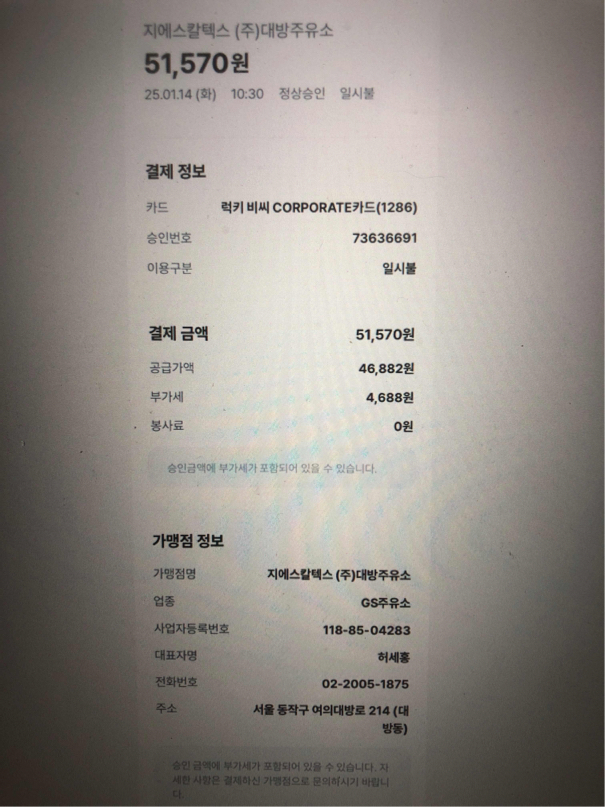 지에스칼텍스 (주)대방주유소
51,570원
25.01.14 (화) 10:30 정상승인 일시불
결제 정보
카드 럭키 비씨 CORPORATE카드(1286)
승인번호 73636691
이용구분 일시불
결제 금액 51,570원
공급가액 46,882원
부가세 4,688원
봉사료 0원
승인금액에 부가세가 포함되어 있을 수 있습니다.
가맹점 정보
가맹점명 지에스칼텍스 (주)대방주유소
업종 GS주유소
사업자등록번호 118-85-04283
대표자명 허세홍
전화번호 02-2005-1875
주소 서울 동작구 여의대방로 214 (대
방동)
승인 금액에 부가세가 포함되어 있을 수 있습니다. 자
세한 사항은 결제하신 가맹점으로 문의하시기 바랍니
다.